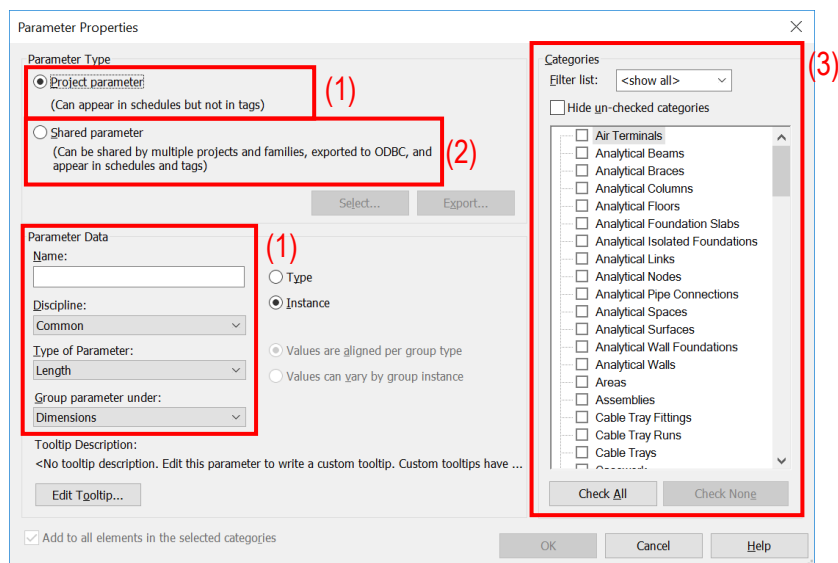 Parameter Properties
Parameter Type
Project parameter
(Can appear in schedules but not in tags)
(1)
Shared parameter
(Can be shared by multiple projects and families, exported to ODBC, and
appear in schedules and tags)
(2)
Select...
Export...
Parameter Data
(1)
Name:
Discipline:
Common
Type of Parameter:
Length
Group parameter under:
Dimensions
Type
Instance
Values are aligned per group type
Values can vary by group instance
Tooltip Description:
<No tooltip description. Edit this parameter to write a custom tooltip. Custom tooltips have ...
Edit Tooltip...
Add to all elements in the selected categories
Categories
(3)
Filter list:
<show all>
Hide un-checked categories
Air Terminals
Analytical Beams
Analytical Braces
Analytical Columns
Analytical Floors
Analytical Foundation Slabs
Analytical Isolated Foundations
Analytical Links
Analytical Nodes
Analytical Pipe Connections
Analytical Spaces
Analytical Surfaces
Analytical Wall Foundations
Analytical Walls
Areas
Assemblies
Cable Tray Fittings
Cable Tray Runs
Cable Trays
Check All
Check None
OK
Cancel
Help